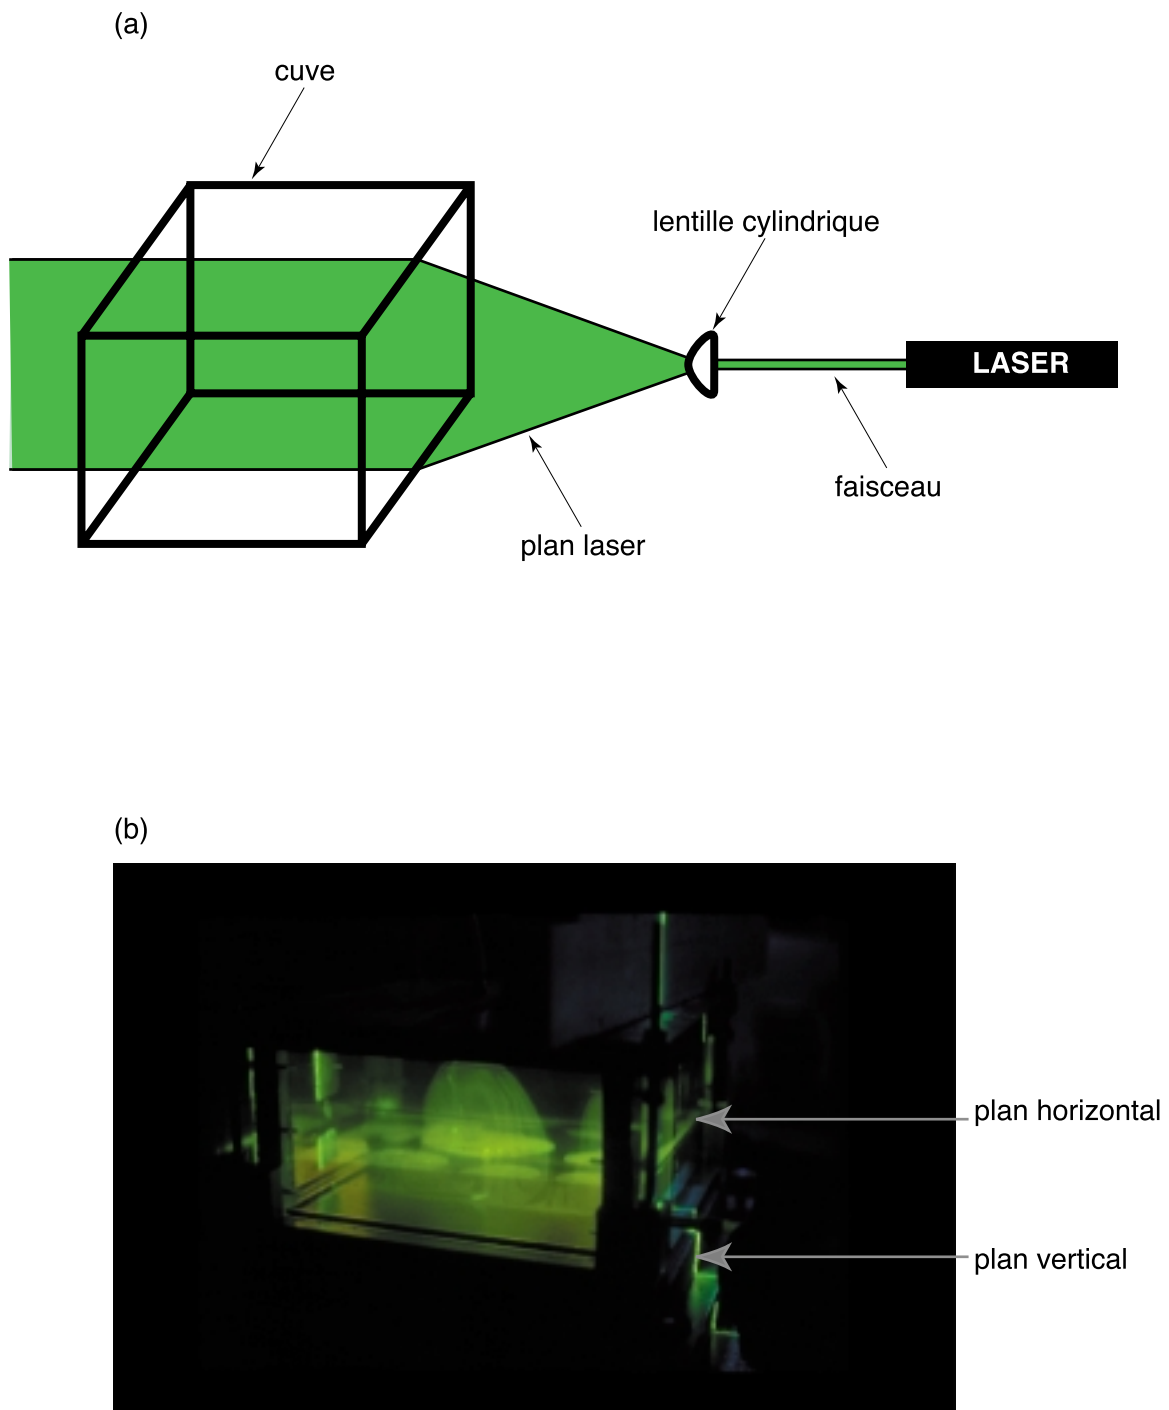 (a)
cuve
lentille cylindrique
LASER
faisceau
plan laser
(b)
plan horizontal
plan vertical